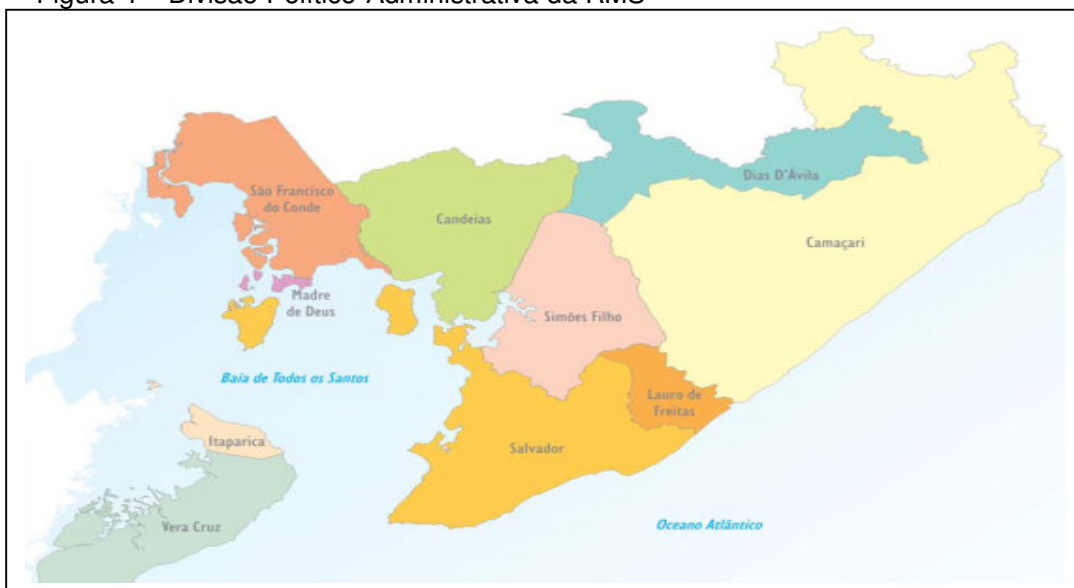 Figura 4 – Divisão Político-Administrativa da RMS
São Francisco
do Conde
Candeias
Dias D'Ávila
Camaçari
Madre
de Deus
Simões Filho
Baía de Todos os Santos
Lauro de
Freitas
Itaparica
Salvador
Vera Cruz
Oceano Atlântico